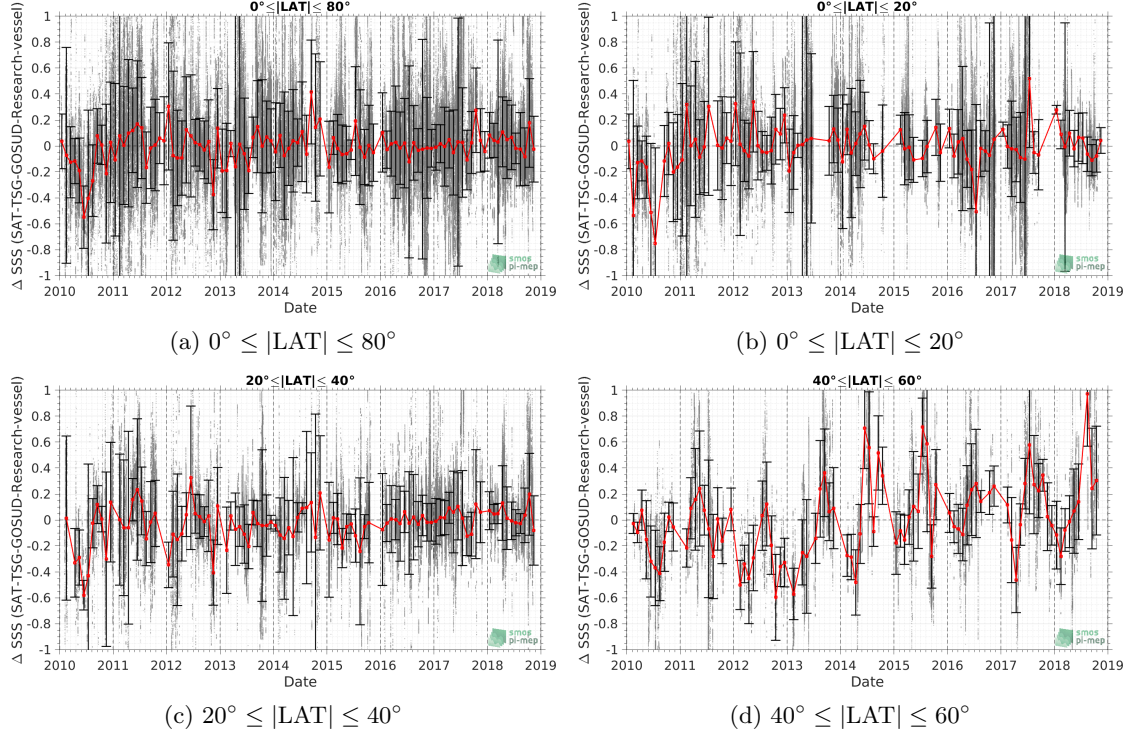 0°≤|LAT|≤ 80°
Δ SSS (SAT-TSG-GOSUD-Research-vessel)
1
0.8
0.6
0.4
0.2
0
-0.2
-0.4
-0.6
-0.8
-1
2010 2011 2012 2013 2014 2015 2016 2017 2018 2019
Date
smos
pi-mep
(a) 0° ≤ |LAT| ≤ 80°
0°≤|LAT|≤ 20°
Δ SSS (SAT-TSG-GOSUD-Research-vessel)
1
0.8
0.6
0.4
0.2
0
-0.2
-0.4
-0.6
-0.8
-1
2010 2011 2012 2013 2014 2015 2016 2017 2018 2019
Date
smos
pi-mep
(b) 0° ≤ |LAT| ≤ 20°
20°≤|LAT|≤ 40°
Δ SSS (SAT-TSG-GOSUD-Research-vessel)
1
0.8
0.6
0.4
0.2
0
-0.2
-0.4
-0.6
-0.8
-1
2010 2011 2012 2013 2014 2015 2016 2017 2018 2019
Date
smos
pi-mep
(c) 20° ≤ |LAT| ≤ 40°
40°≤|LAT|≤ 60°
Δ SSS (SAT-TSG-GOSUD-Research-vessel)
1
0.8
0.6
0.4
0.2
0
-0.2
-0.4
-0.6
-0.8
-1
2010 2011 2012 2013 2014 2015 2016 2017 2018 2019
Date
smos
pi-mep
(d) 40° ≤ |LAT| ≤ 60°